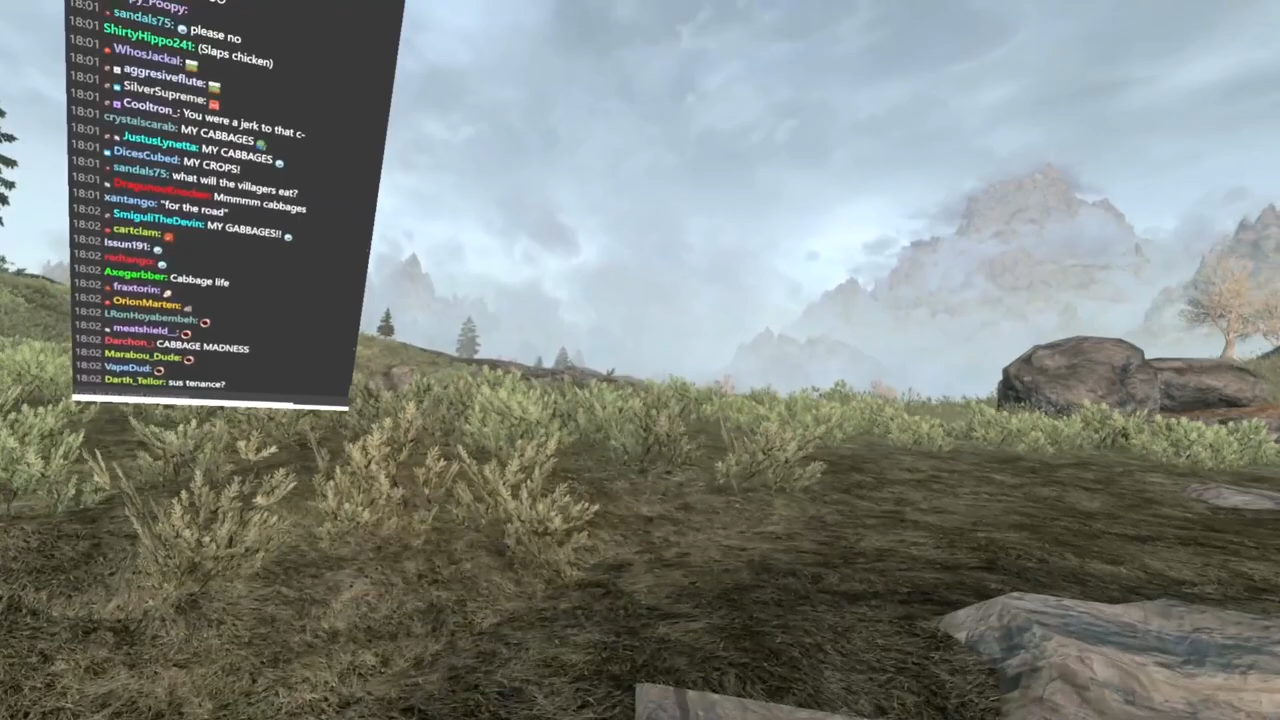 18:01
18:01 sandals75: please no
18:01 ShirtyHippo241: (Slaps chicken)
18:01 WhosJackal:
18:01 aggresiveflute:
18:01 SilverSupreme:
18:01 Cooltron_: You were a jerk to that c-
18:01 crystalscarab: MY CABBAGES
18:01 JustusLynetta: MY CABBAGES
18:01 DicesCubed: MY CROPS!
18:01 sandals75: what will the villagers eat?
18:01 Mmmmm cabbages
18:01 xantango: "for the road"
18:02 SmiguliTheDevin: MY GABBAGES!!
18:02 cartclam:
18:02 Issun191:
18:02 redtango:
18:02 Axegarbber: Cabbage life
18:02 fraxtorin:
18:02 OrionMarten:
18:02 LRonHoyabembeh:
18:02 meatshield__:
18:02 Darchon_: CABBAGE MADNESS
18:02 Marabou_Dude:
18:02 VapeDud:
18:02 Darth_Tellor: sus tenance?